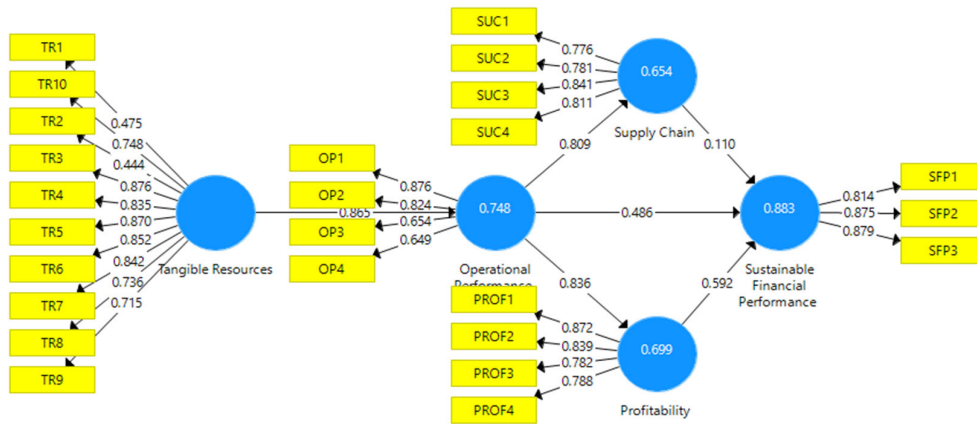 TR1
TR10
TR2
TR3
TR4
TR5
TR6
TR7
TR8
TR9
0.475
0.748
0.444
0.876
0.835
0.870
0.852
0.842
0.736
0.715
Tangible Resources
0.865
OP1
OP2
OP3
OP4
0.876
0.824
0.654
0.649
0.748
Operational
Performance
SUC1
SUC2
SUC3
SUC4
0.776
0.781
0.841
0.811
0.654
Supply Chain
0.809
0.110
0.486
0.836
0.592
PROF1
PROF2
PROF3
PROF4
0.872
0.839
0.782
0.788
0.699
Profitability
0.883
Sustainable
Financial
Performance
0.814
0.875
0.879
SFP1
SFP2
SFP3